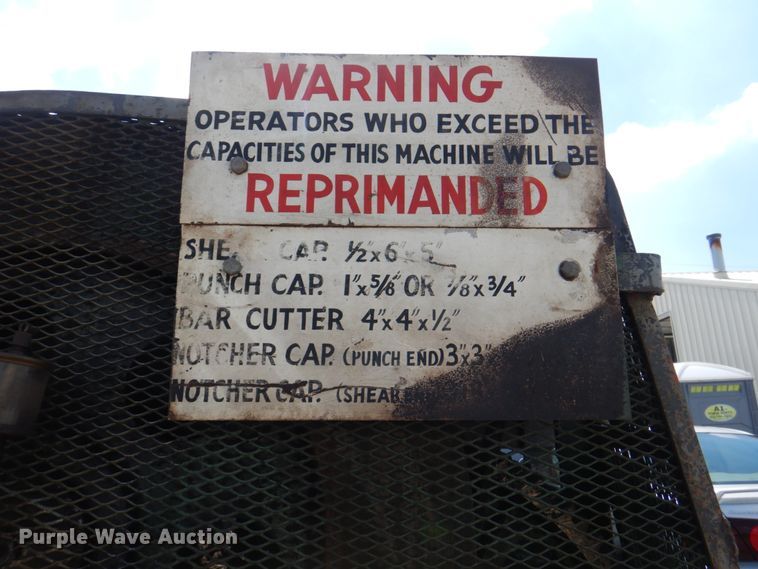 WARNING
OPERATORS WHO EXCEED THE
CAPACITIES OF THIS MACHINE WILL BE
REPRIMANDED
CAP. ½"x6"x5"
PUNCH CAP. 1"x5/8" OR x3/4"
BAR CUTTER 4"x4"x½"
NOTCHER CAP. (PUNCH END) 3"x3"
NOTCHER CAP. (SHEAR
Purple Wave Auction